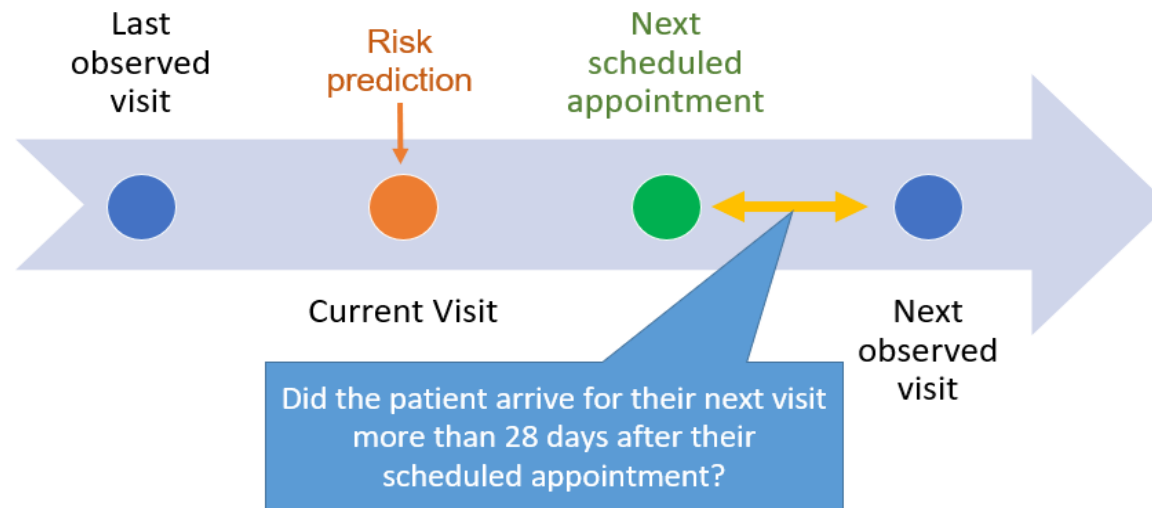 Last
observed
visit
Risk
prediction
Next
scheduled
appointment
Current Visit
Next
observed
visit
Did the patient arrive for their next visit
more than 28 days after their
scheduled appointment?